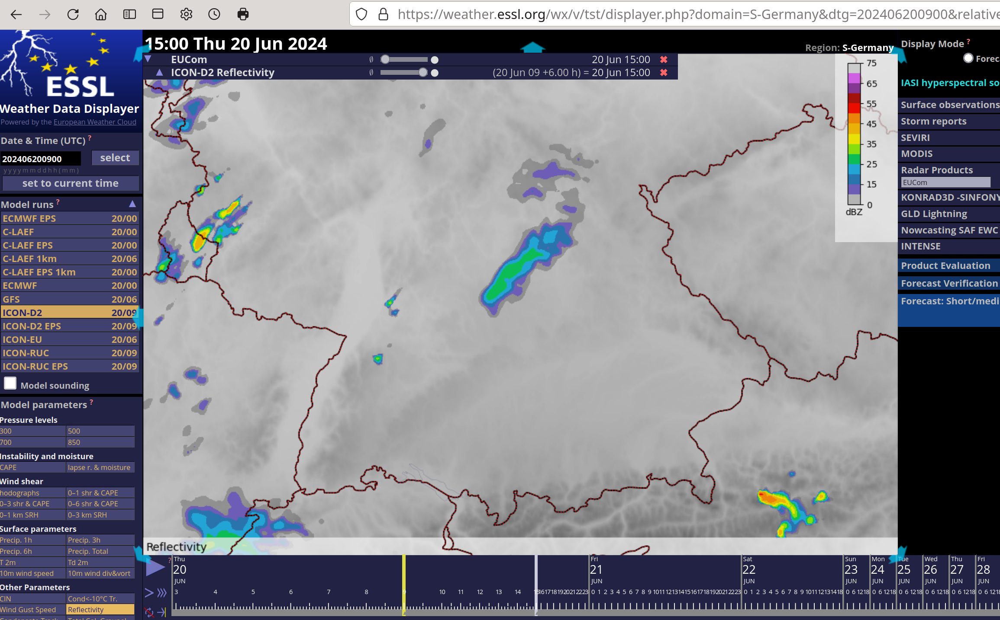 https://weather.essl.org/wx/v/tst/displayer.php?domain=S-Germany&dtg=202406200900&relative
ESSL
Weather Data Displayer
Powered by the European Weather Cloud
Date & Time (UTC) ?
202406200900 select
yyyymmddhh(mm)
set to current time
Model runs ?
ECMWF EPS 20/00
C-LAEF 20/00
C-LAEF EPS 20/00
C-LAEF 1km 20/06
C-LAEF EPS 1km 20/00
ECMWF 20/00
GFS 20/06
ICON-D2 20/09
ICON-D2 EPS 20/09
ICON-EU 20/06
ICON-RUC 20/09
ICON-RUC EPS 20/09
Model sounding
Model parameters ?
Pressure levels
300 500
700 850
Instability and moisture
CAPE lapse r. & moisture
Wind shear
hodographs 0–1 shr & CAPE
0–3 shr & CAPE 0–6 shr & CAPE
0–1 km SRH 0–3 km SRH
Surface parameters
Precip. 1h Precip. 3h
Precip. 6h Precip. Total
T 2m Td 2m
10m wind speed 10m wind div&vort
Other Parameters
CIN Cond<-10°C Tr.
Wind Gust Speed Reflectivity
15:00 Thu 20 Jun 2024
Region: S-Germany
EUCom 20 Jun 15:00
ICON-D2 Reflectivity (20 Jun 09 +6.00 h) = 20 Jun 15:00
75
65
55
45
35
25
15
0
dBZ
Reflectivity
Display Mode ?
Forec
IASI hyperspectral so
Surface observations
Storm reports
SEVIRI
MODIS
Radar Products
EUCom
KONRAD3D -SINFONY
GLD Lightning
Nowcasting SAF EWC
INTENSE
Product Evaluation
Forecast Verification
Forecast: Short/medi
?
Thu Fri Sat Sun Mon Tue Wed Thu Fri
20 21 22 23 24 25 26 27 28
JUN JUN JUN JUN JUN JUN JUN JUN JUN
3 4 5 6 7 8 9 10 11 12 13 14 15 16 17 18 19 20 21 22 23 0 1 2 3 4 5 6 7 8 9 10 11 12 13 14 15 16 17 18 19 20 21 22 23 0 1 2 3 4 5 6 7 8 9 10 11 12 13 14 18 0 6 12 18 0 6 12 18 0 6 12 18 0 6 12 18 0 6 12 18 0 6 12 18